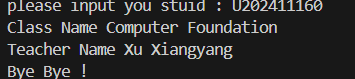 please input you stuid : U202411160
Class Name Computer Foundation
Teacher Name Xu Xiangyang
Bye Bye !